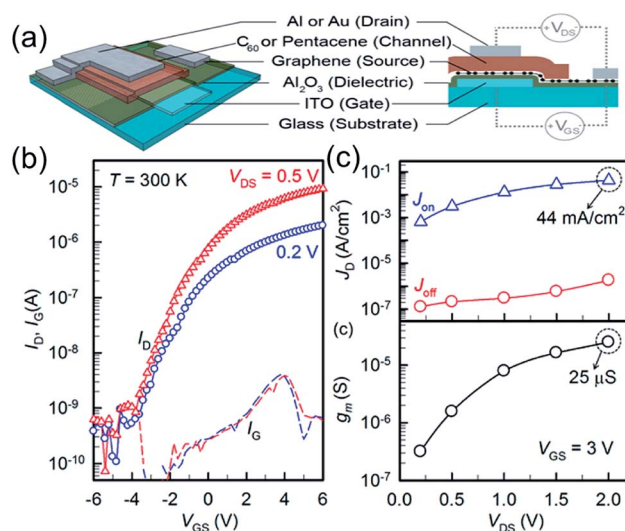 (a)
Al or Au (Drain)
C60 or Pentacene (Channel)
Graphene (Source)
Al2O3 (Dielectric)
ITO (Gate)
Glass (Substrate)
+VDS-
+VGS-
(b)
T = 300 K
VDS = 0.5 V
0.2 V
ID
IG
ID, IG(A)
10-5
10-6
10-7
10-8
10-9
10-10
-6 -4 -2 0 2 4 6
VGS (V)
(c)
Jon
44 mA/cm2
Joff
JD (A/cm2)
10-1
10-3
10-5
10-7
(c)
25 µS
VGS = 3 V
gm (S)
10-5
10-6
10-7
0.0 0.5 1.0 1.5 2.0
VDS (V)